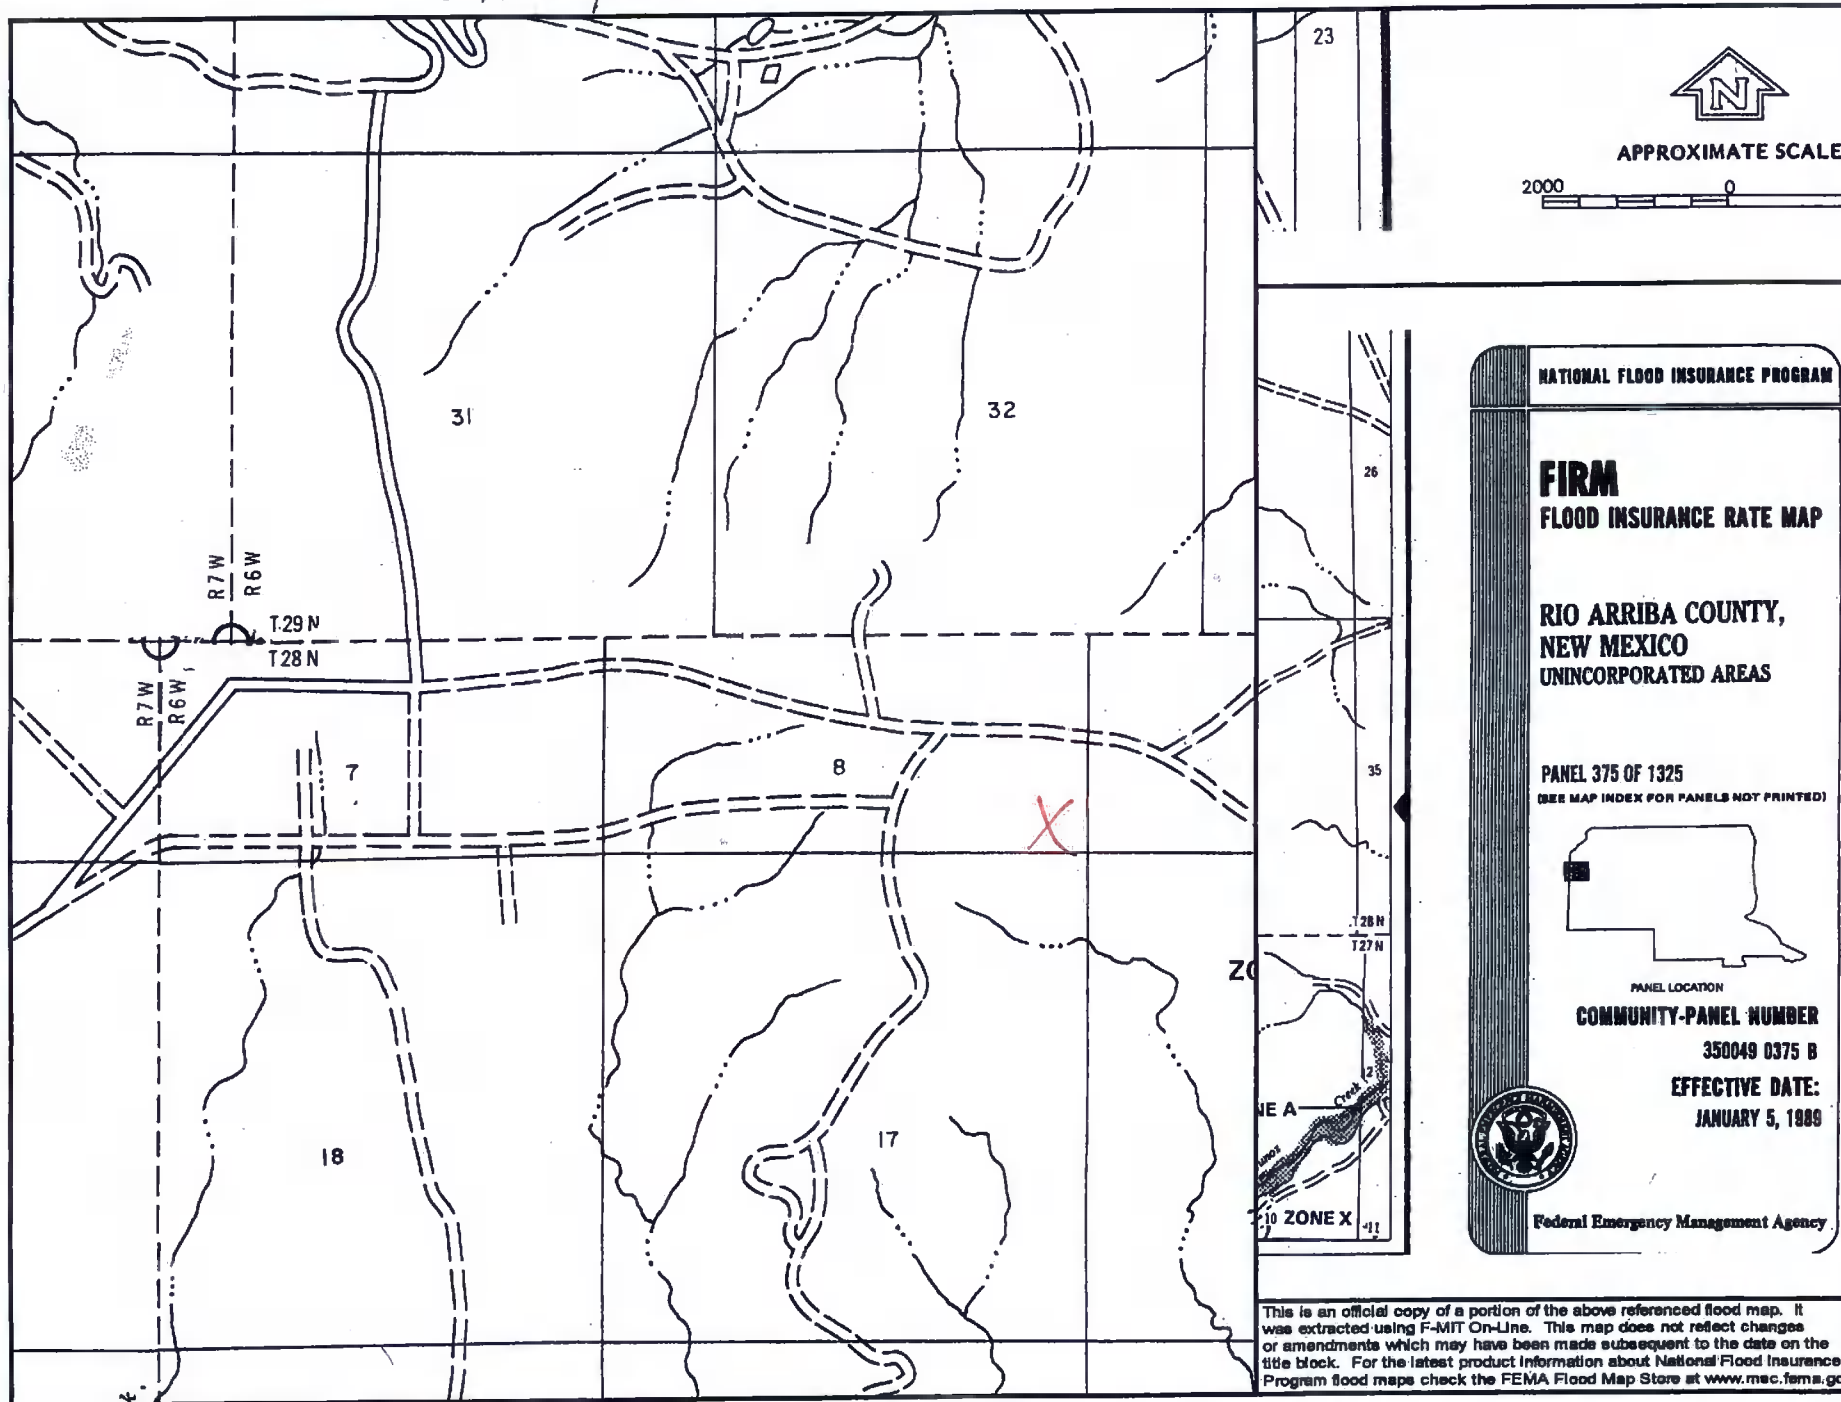 23
N
APPROXIMATE SCALE
2000 0
31
32
26
R7W
R6W
T.29 N
T28 N
R7W
R6W
7
8
35
X
T28N
T27N
ZO
2
Creek
NE A
17
18
10 ZONE X
11
NATIONAL FLOOD INSURANCE PROGRAM
FIRM
FLOOD INSURANCE RATE MAP
RIO ARRIBA COUNTY,
NEW MEXICO
UNINCORPORATED AREAS
PANEL 375 OF 1325
(SEE MAP INDEX FOR PANELS NOT PRINTED)
PANEL LOCATION
COMMUNITY-PANEL NUMBER
350049 0375 B
EFFECTIVE DATE:
JANUARY 5, 1989
Federal Emergency Management Agency
This is an official copy of a portion of the above referenced flood map. It
was extracted using F-MIT On-Line. This map does not reflect changes
or amendments which may have been made subsequent to the date on the
title block. For the latest product information about National Flood Insurance
Program flood maps check the FEMA Flood Map Store at www.msc.fema.go